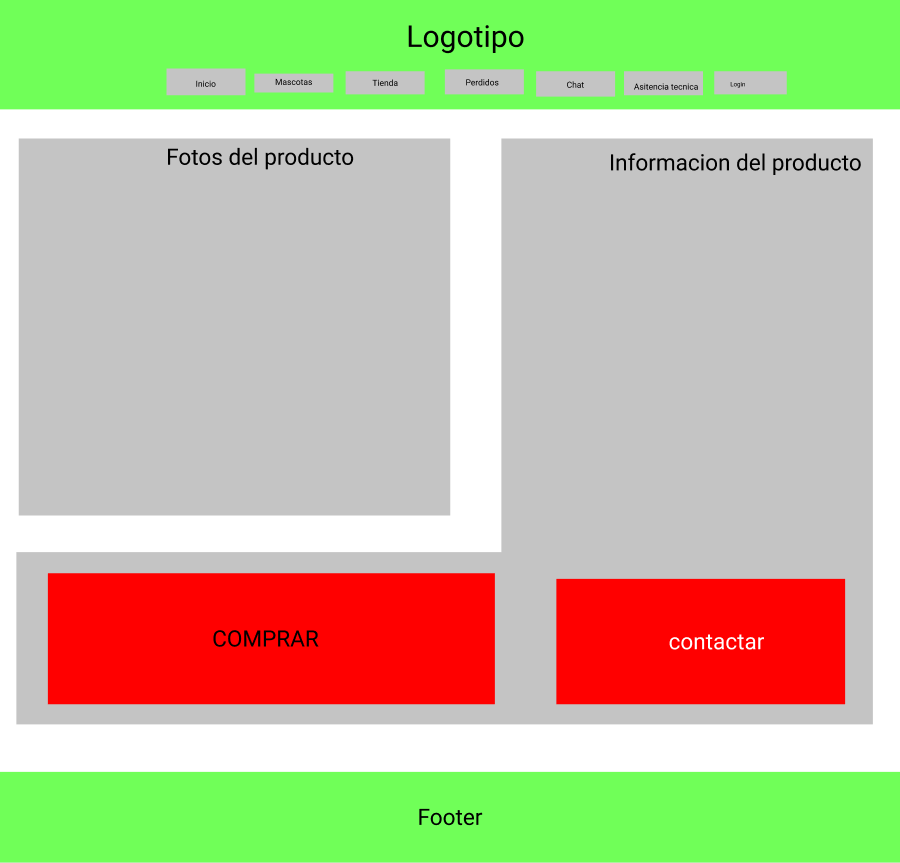 Logotipo
Inicio
Mascotas
Tienda
Perdidos
Chat
Asitencia tecnica
Login
Fotos del producto
Informacion del producto
COMPRAR
contactar
Footer